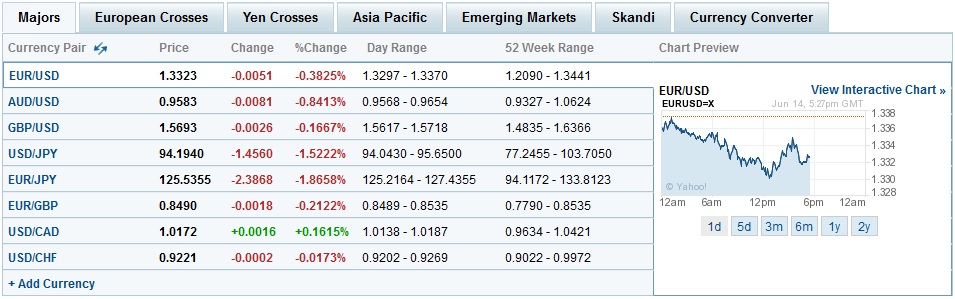 Majors European Crosses Yen Crosses Asia Pacific Emerging Markets Skandi Currency Converter
Currency Pair Price Change %Change Day Range 52 Week Range Chart Preview
EUR/USD 1.3323 -0.0051 -0.3825% 1.3297 - 1.3370 1.2090 - 1.3441
AUD/USD 0.9583 -0.0081 -0.8413% 0.9568 - 0.9654 0.9327 - 1.0624
GBP/USD 1.5693 -0.0026 -0.1667% 1.5617 - 1.5718 1.4835 - 1.6366
USD/JPY 94.1940 -1.4560 -1.5222% 94.0430 - 95.6500 77.2455 - 103.7050
EUR/JPY 125.5355 -2.3868 -1.8658% 125.2164 - 127.4355 94.1172 - 133.8123
EUR/GBP 0.8490 -0.0018 -0.2122% 0.8489 - 0.8535 0.7790 - 0.8535
USD/CAD 1.0172 +0.0016 +0.1615% 1.0138 - 1.0187 0.9634 - 1.0421
USD/CHF 0.9221 -0.0002 -0.0173% 0.9202 - 0.9269 0.9022 - 0.9972
+ Add Currency
EUR/USD View Interactive Chart »
EURUSD=X Jun 14, 5:27pm GMT
1.338
1.336
1.334
1.332
1.330
1.328
© Yahoo!
12am 6am 12pm 6pm 12am
1d 5d 3m 6m 1y 2y